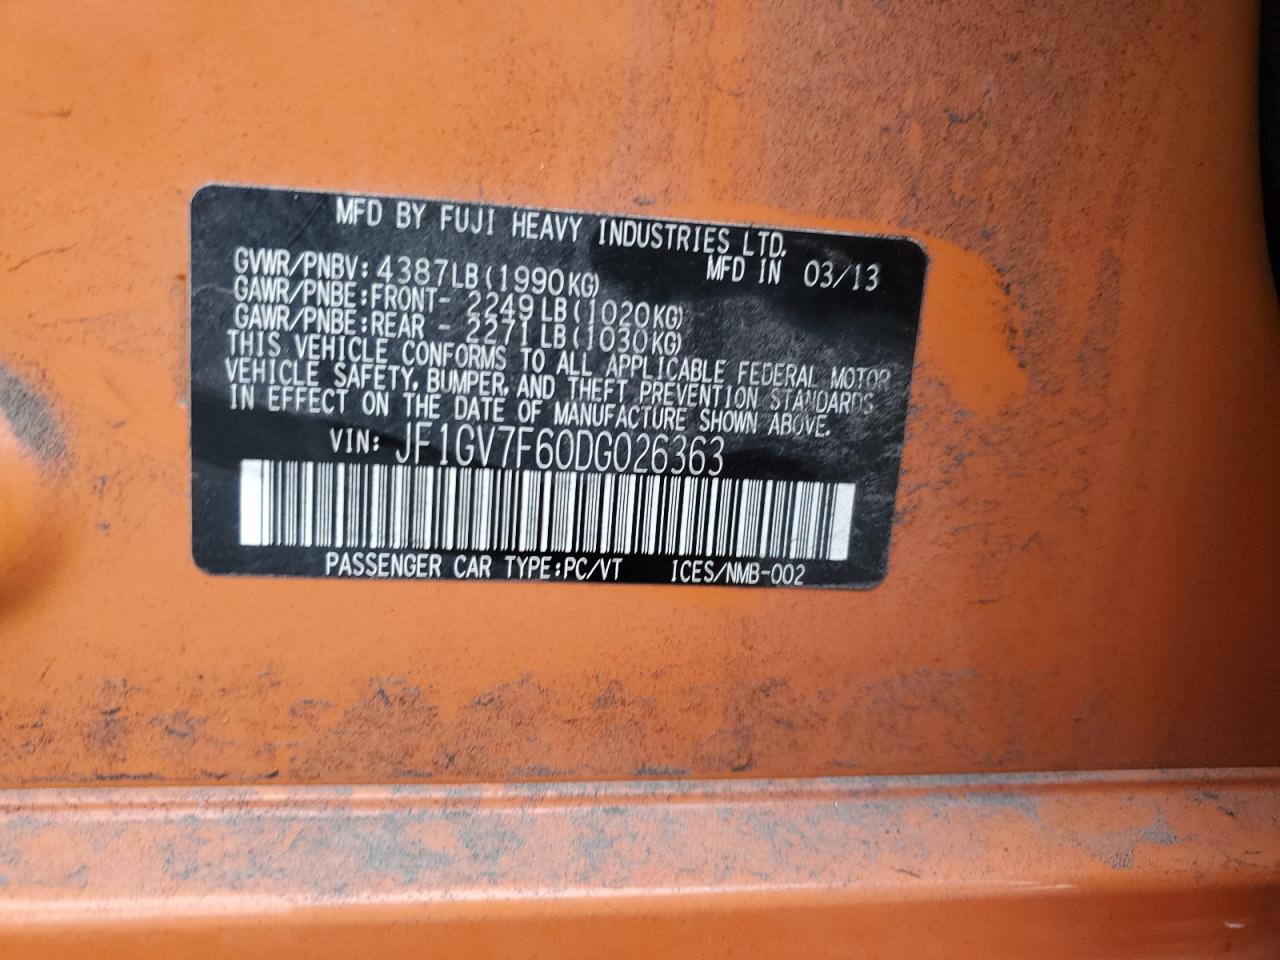 MFD BY FUJI HEAVY INDUSTRIES LTD.
GVWR/PNBV: 4387LB(1990KG) MFD IN 03/13
GAWR/PNBE:FRONT- 2249LB(1020KG)
GAWR/PNBE:REAR - 2271LB(1030KG)
THIS VEHICLE CONFORMS TO ALL APPLICABLE FEDERAL MOTOR
VEHICLE SAFETY, BUMPER, AND THEFT PREVENTION STANDARDS
IN EFFECT ON THE DATE OF MANUFACTURE SHOWN ABOVE.
VIN: JF1GV7F60DG026363
PASSENGER CAR TYPE:PC/VT ICES/NMB-002